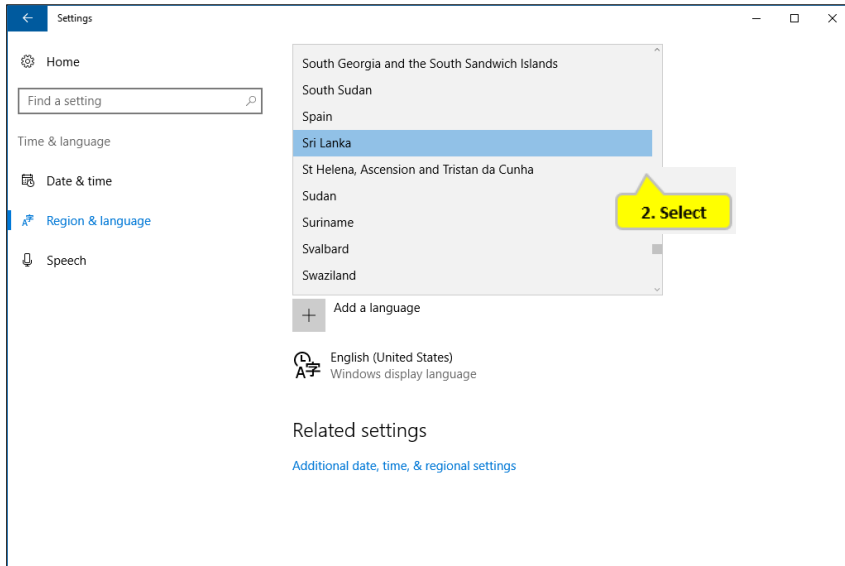 Settings
Home
Find a setting
Time & language
Date & time
Region & language
Speech
South Georgia and the South Sandwich Islands
South Sudan
Spain
Sri Lanka
St Helena, Ascension and Tristan da Cunha
Sudan
Suriname
Svalbard
Swaziland
2. Select
Add a language
English (United States)
Windows display language
Related settings
Additional date, time, & regional settings